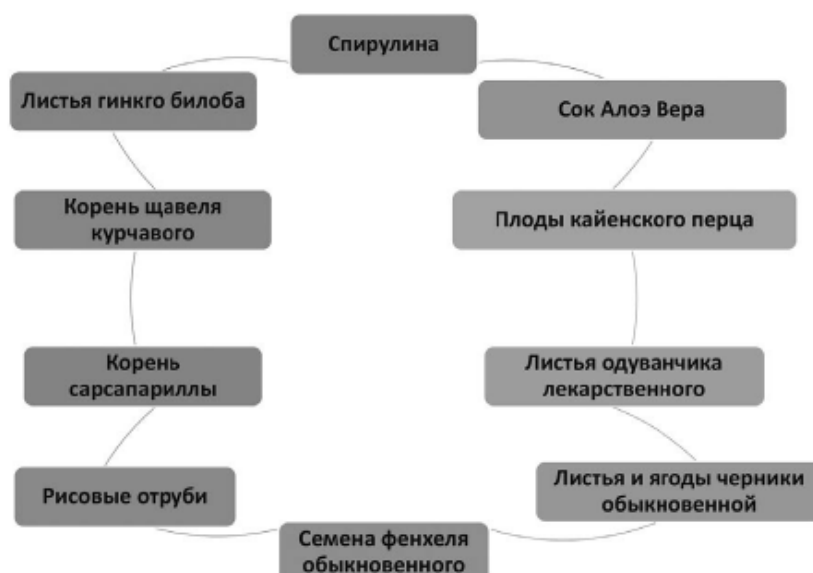 Спирулина
Сок Алоэ Вера
Плоды кайенского перца
Листья одуванчика
лекарственного
Листья и ягоды черники
обыкновенной
Семена фенхеля
обыкновенного
Рисовые отруби
Корень
сарсапариллы
Корень щавеля
курчавого
Листья гинкго билоба